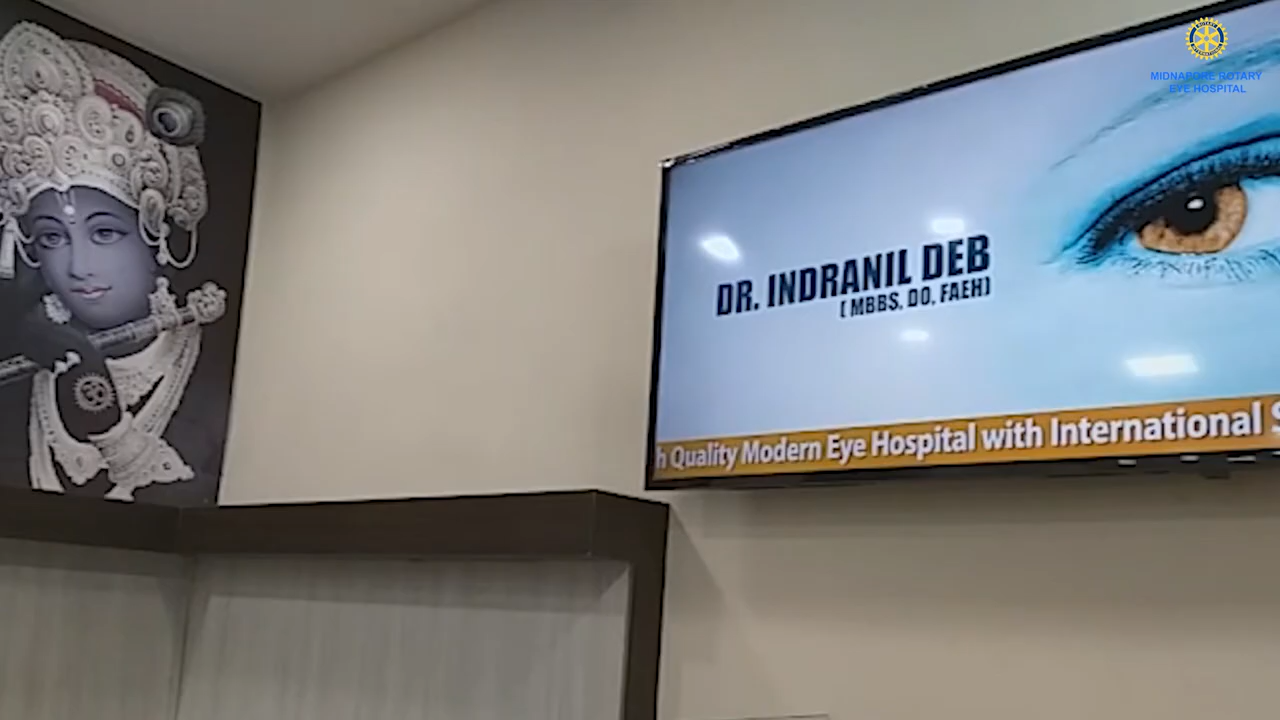 MIDNAPORE ROTARY
EYE HOSPITAL
DR. INDRANIL DEB
( MBBS, DO, FAEH)
h Quality Modern Eye Hospital with International S